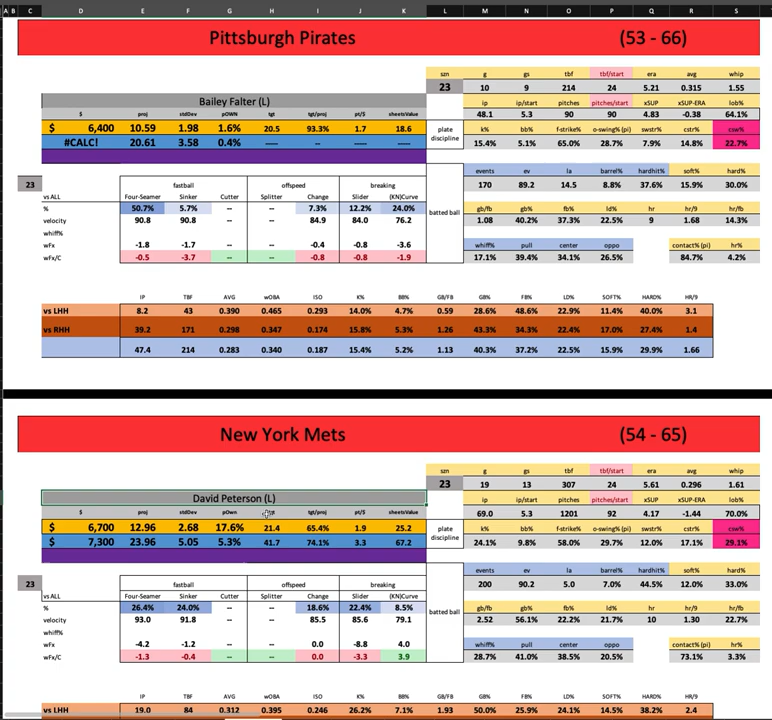 A B C D E F G H I J K L M N O P Q R S
Pittsburgh Pirates (53 - 66)
szn g gs tbf tbf/start era avg whip
23 10 9 214 24 5.21 0.315 1.55
Bailey Falter (L)
ip ip/start pitches pitches/start xSUP xSUP-ERA lob%
$ proj stdDev pOWN tgt tgt/proj pt/$ sheetsValue
48.1 5.3 90 90 4.83 -0.38 64.1%
$ 6,400 10.59 1.98 1.6% 20.5 93.3% 1.7 18.6
plate discipline k% bb% f-strike% o-swing% (pi) swstr% cstr% csw%
#CALC! 20.61 3.58 0.4% ---- -- ---- ----
15.4% 5.1% 65.0% 28.7% 7.9% 14.8% 22.7%
events ev la barrel% hardhit% soft% hard%
23 fastball offspeed breaking
170 89.2 14.5 8.8% 37.6% 15.9% 30.0%
vs ALL Four-Seamer Sinker Cutter Splitter Change Slider (KN)Curve
% 50.7% 5.7% -- -- 7.3% 12.2% 24.0%
batted ball gb/fb gb% fb% ld% hr hr/9 hr/fb
velocity 90.8 90.8 -- -- 84.9 84.0 76.2
1.08 40.2% 37.3% 22.5% 9 1.68 14.3%
whiff%
wFx -1.8 -1.7 -- -- -0.4 -0.8 -3.6
whiff% pull center oppo contact% (pi) hr%
wFx/C -0.5 -3.7 -- -- -0.8 -0.8 -1.9
17.1% 39.4% 34.1% 26.5% 84.7% 4.2%
IP TBF AVG wOBA ISO K% BB% GB/FB GB% FB% LD% SOFT% HARD% HR/9
vs LHH 8.2 43 0.390 0.465 0.293 14.0% 4.7% 0.59 28.6% 48.6% 22.9% 11.4% 40.0% 3.1
vs RHH 39.2 171 0.298 0.347 0.174 15.8% 5.3% 1.26 43.3% 34.3% 22.4% 17.0% 27.4% 1.4
47.4 214 0.283 0.340 0.187 15.4% 5.2% 1.13 40.3% 37.2% 22.5% 15.9% 29.9% 1.66
New York Mets (54 - 65)
szn g gs tbf tbf/start era avg whip
23 19 13 307 24 5.61 0.296 1.61
David Peterson (L)
ip ip/start pitches pitches/start xSUP xSUP-ERA lob%
$ proj stdDev pOwn tgt/proj pt/$ sheetsValue
69.0 5.3 1201 92 4.17 -1.44 70.0%
$ 6,700 12.96 2.68 17.6% 21.4 65.4% 1.9 25.2
plate discipline k% bb% f-strike% o-swing% (pi) swstr% cstr% csw%
$ 7,300 23.96 5.05 5.3% 41.7 74.1% 3.3 67.2
24.1% 9.8% 58.0% 29.7% 12.0% 17.1% 29.1%
events ev la barrel% hardhit% soft% hard%
23 fastball offspeed breaking
200 90.2 5.0 7.0% 44.5% 12.0% 33.0%
vs ALL Four-Seamer Sinker Cutter Splitter Change Slider (KN)Curve
% 26.4% 24.0% -- -- 18.6% 22.4% 8.5%
batted ball gb/fb gb% fb% ld% hr hr/9 hr/fb
velocity 93.0 91.8 -- -- 85.5 85.6 79.1
2.52 56.1% 22.2% 21.7% 10 1.30 22.7%
whiff%
wFx -4.2 -1.2 -- -- 0.0 -8.8 4.0
whiff% pull center oppo contact% (pi) hr%
wFx/C -1.3 -0.4 -- -- 0.0 -3.3 3.9
28.7% 41.0% 38.5% 20.5% 73.1% 3.3%
IP TBF AVG wOBA ISO K% BB% GB/FB GB% FB% LD% SOFT% HARD% HR/9
vs LHH 19.0 84 0.312 0.395 0.246 26.2% 7.1% 1.93 50.0% 25.9% 24.1% 14.5% 38.2% 2.4